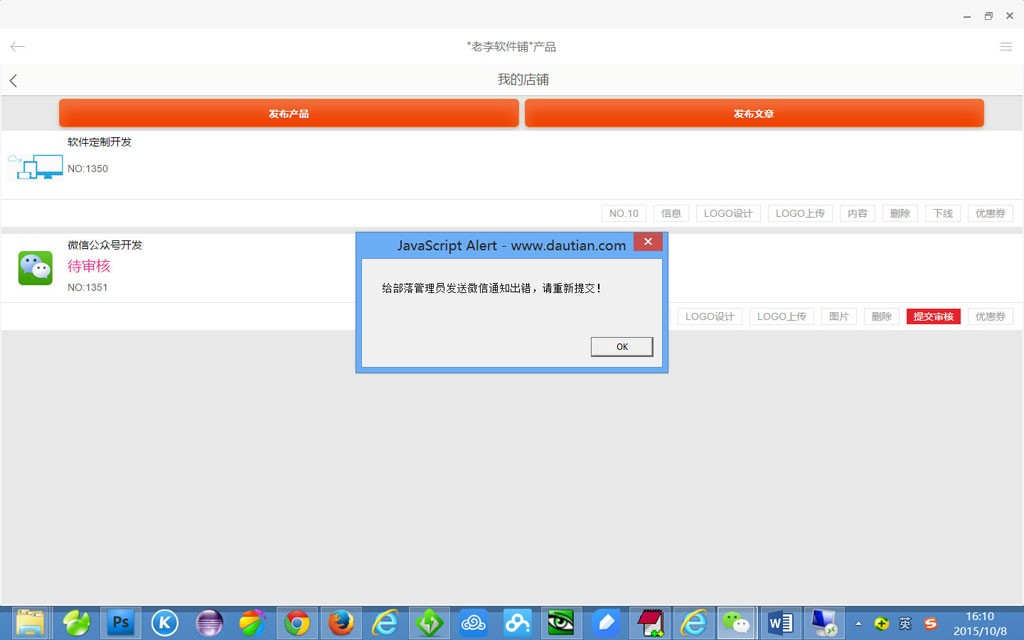 "老李软件铺"产品
我的店铺
发布产品 发布文章
软件定制开发
NO:1350
NO.10 信息 LOGO设计 LOGO上传 内容 删除 下线 优惠券
微信公众号开发
待审核
NO:1351
LOGO设计 LOGO上传 图片 删除 提交审核 优惠券
JavaScript Alert - www.dautian.com
给部落管理员发送微信通知出错，请重新提交！
OK
Ps K W 英 S
16:10
2015/10/8